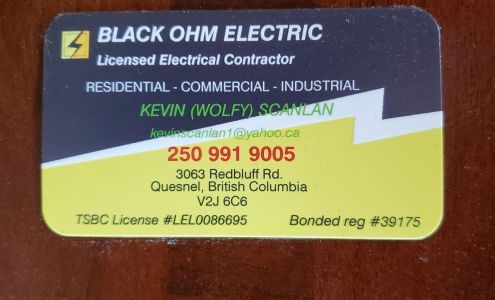 BLACK OHM ELECTRIC
Licensed Electrical Contractor
RESIDENTIAL - COMMERCIAL - INDUSTRIAL
KEVIN (WOLFY) SCANLAN
kevinscanlan1@yahoo.ca
250 991 9005
3063 Redbluff Rd.
Quesnel, British Columbia
V2J 6C6
TSBC License #LEL0086695 Bonded reg #39175